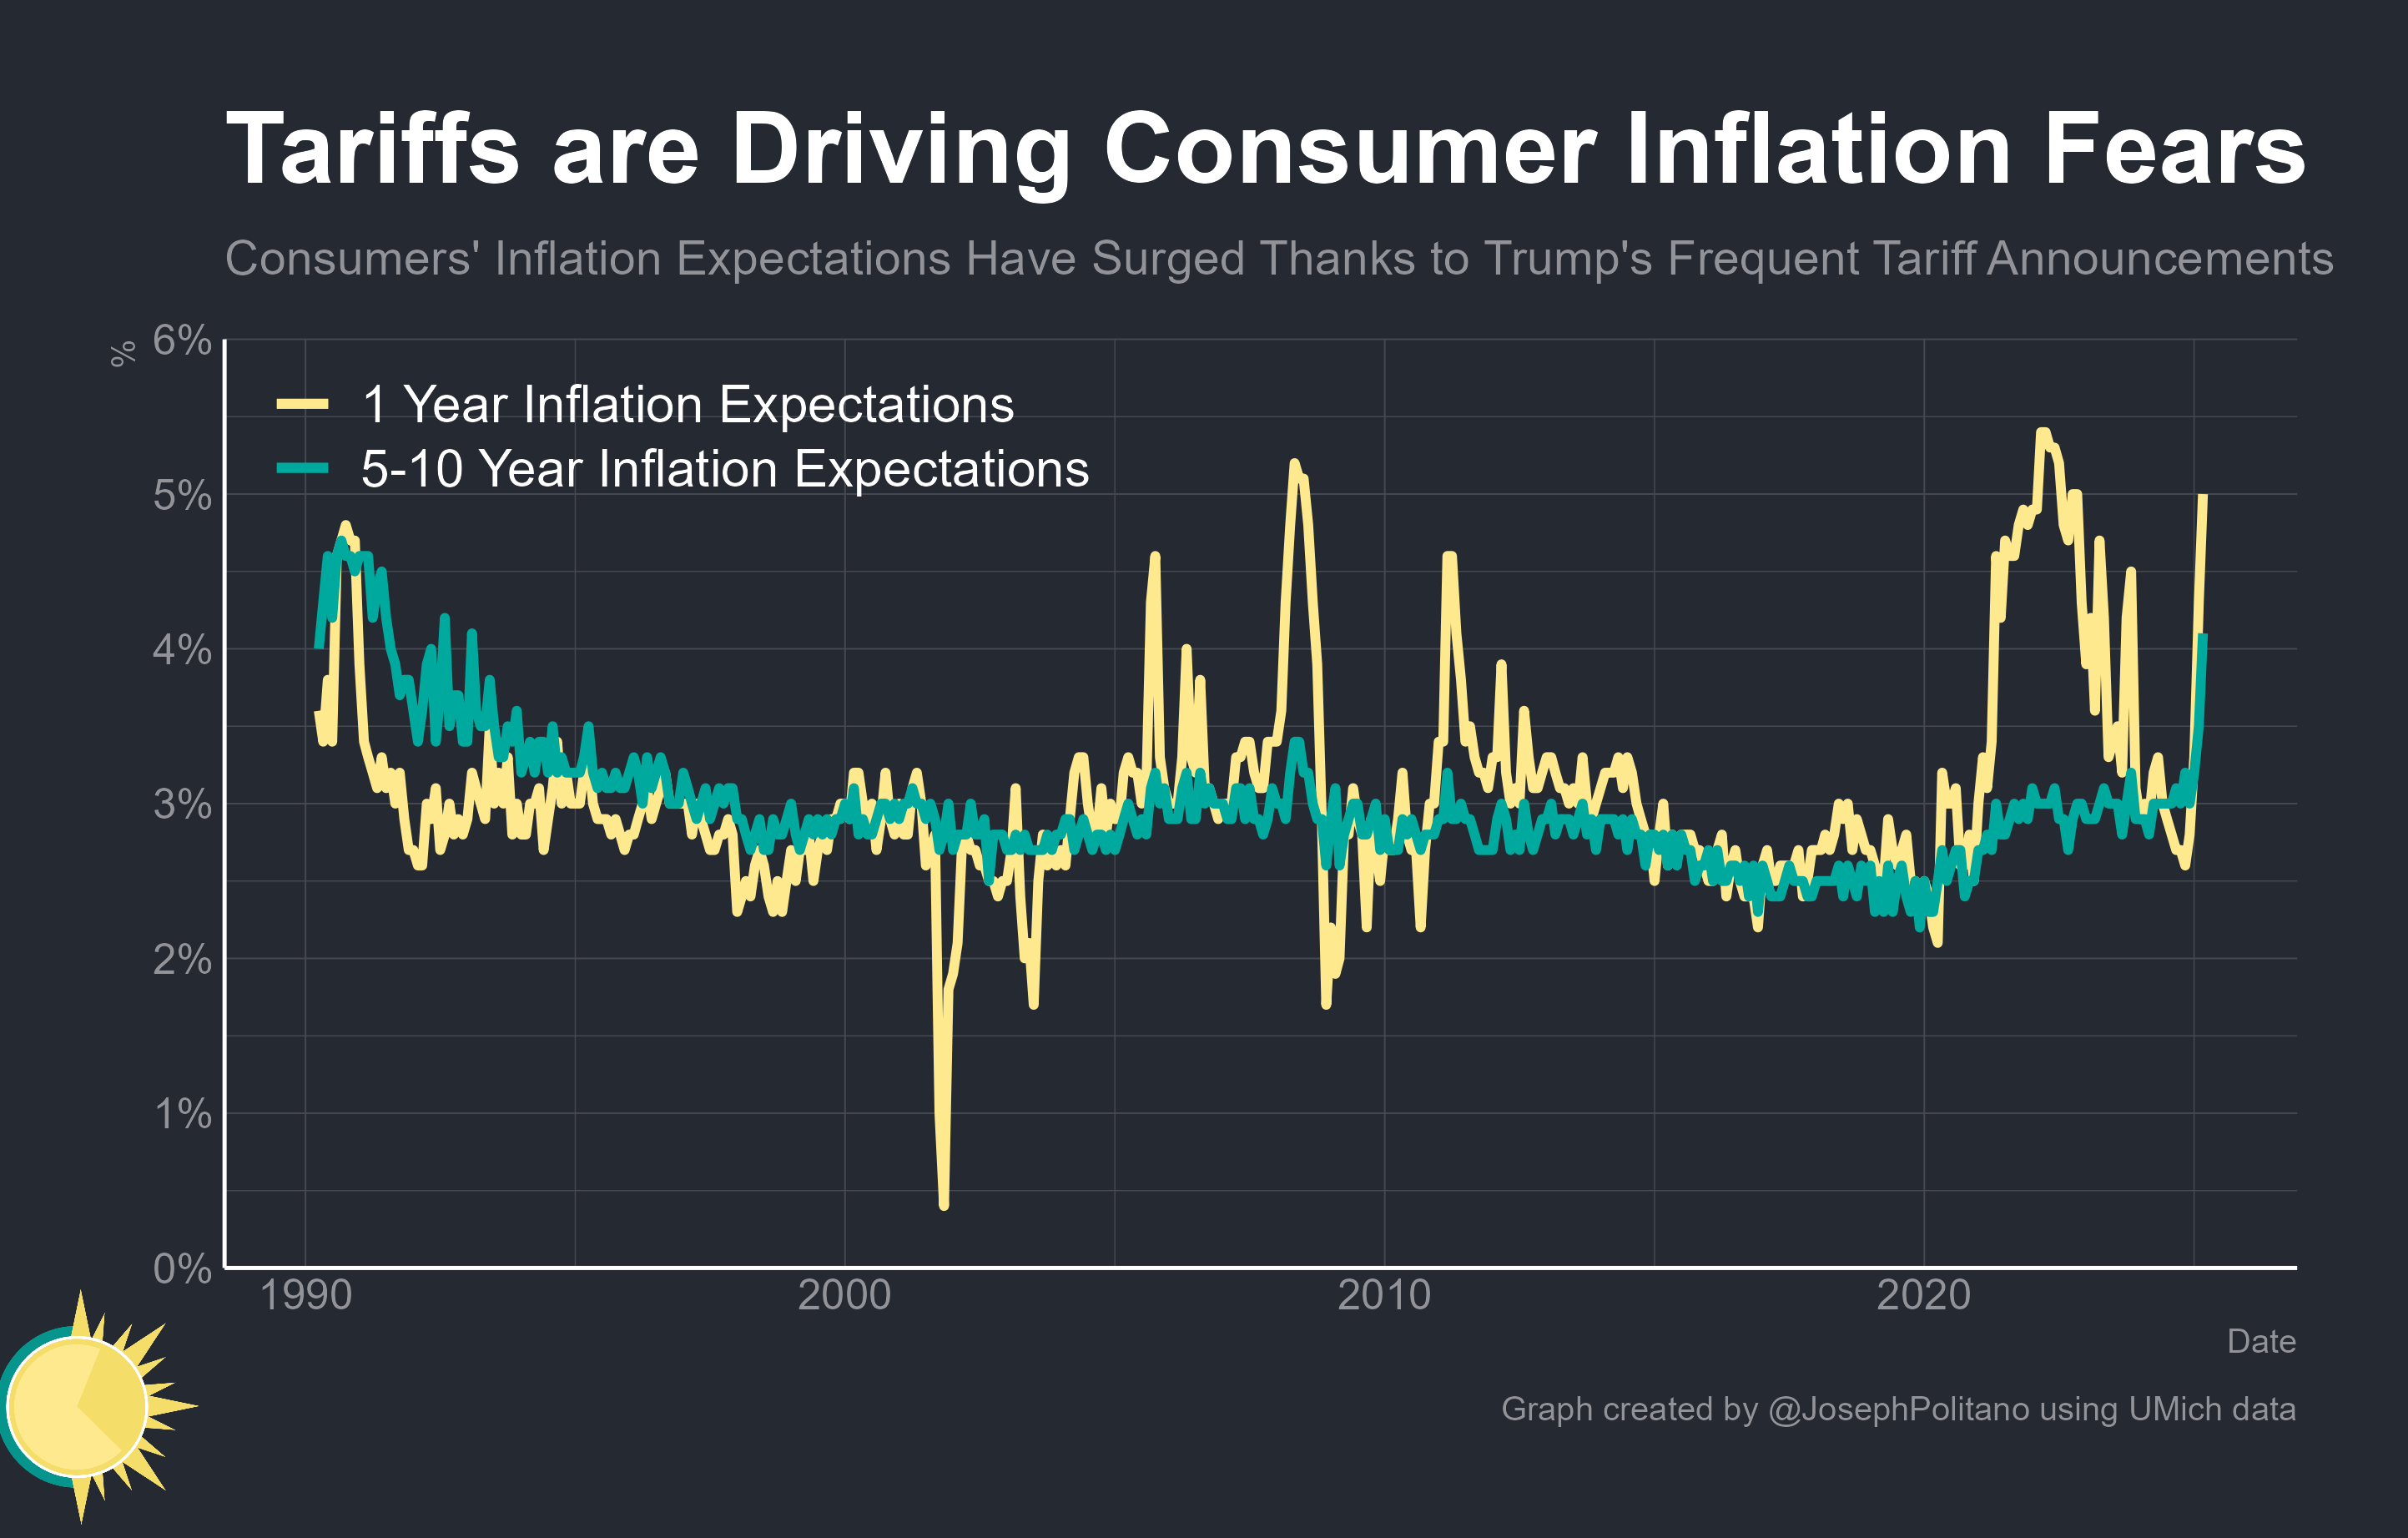 Tariffs are Driving Consumer Inflation Fears
Consumers' Inflation Expectations Have Surged Thanks to Trump's Frequent Tariff Announcements
%
6%
1 Year Inflation Expectations
5-10 Year Inflation Expectations
5%
4%
3%
2%
1%
0%
1990 2000 2010 2020
Date
Graph created by @JosephPolitano using UMich data